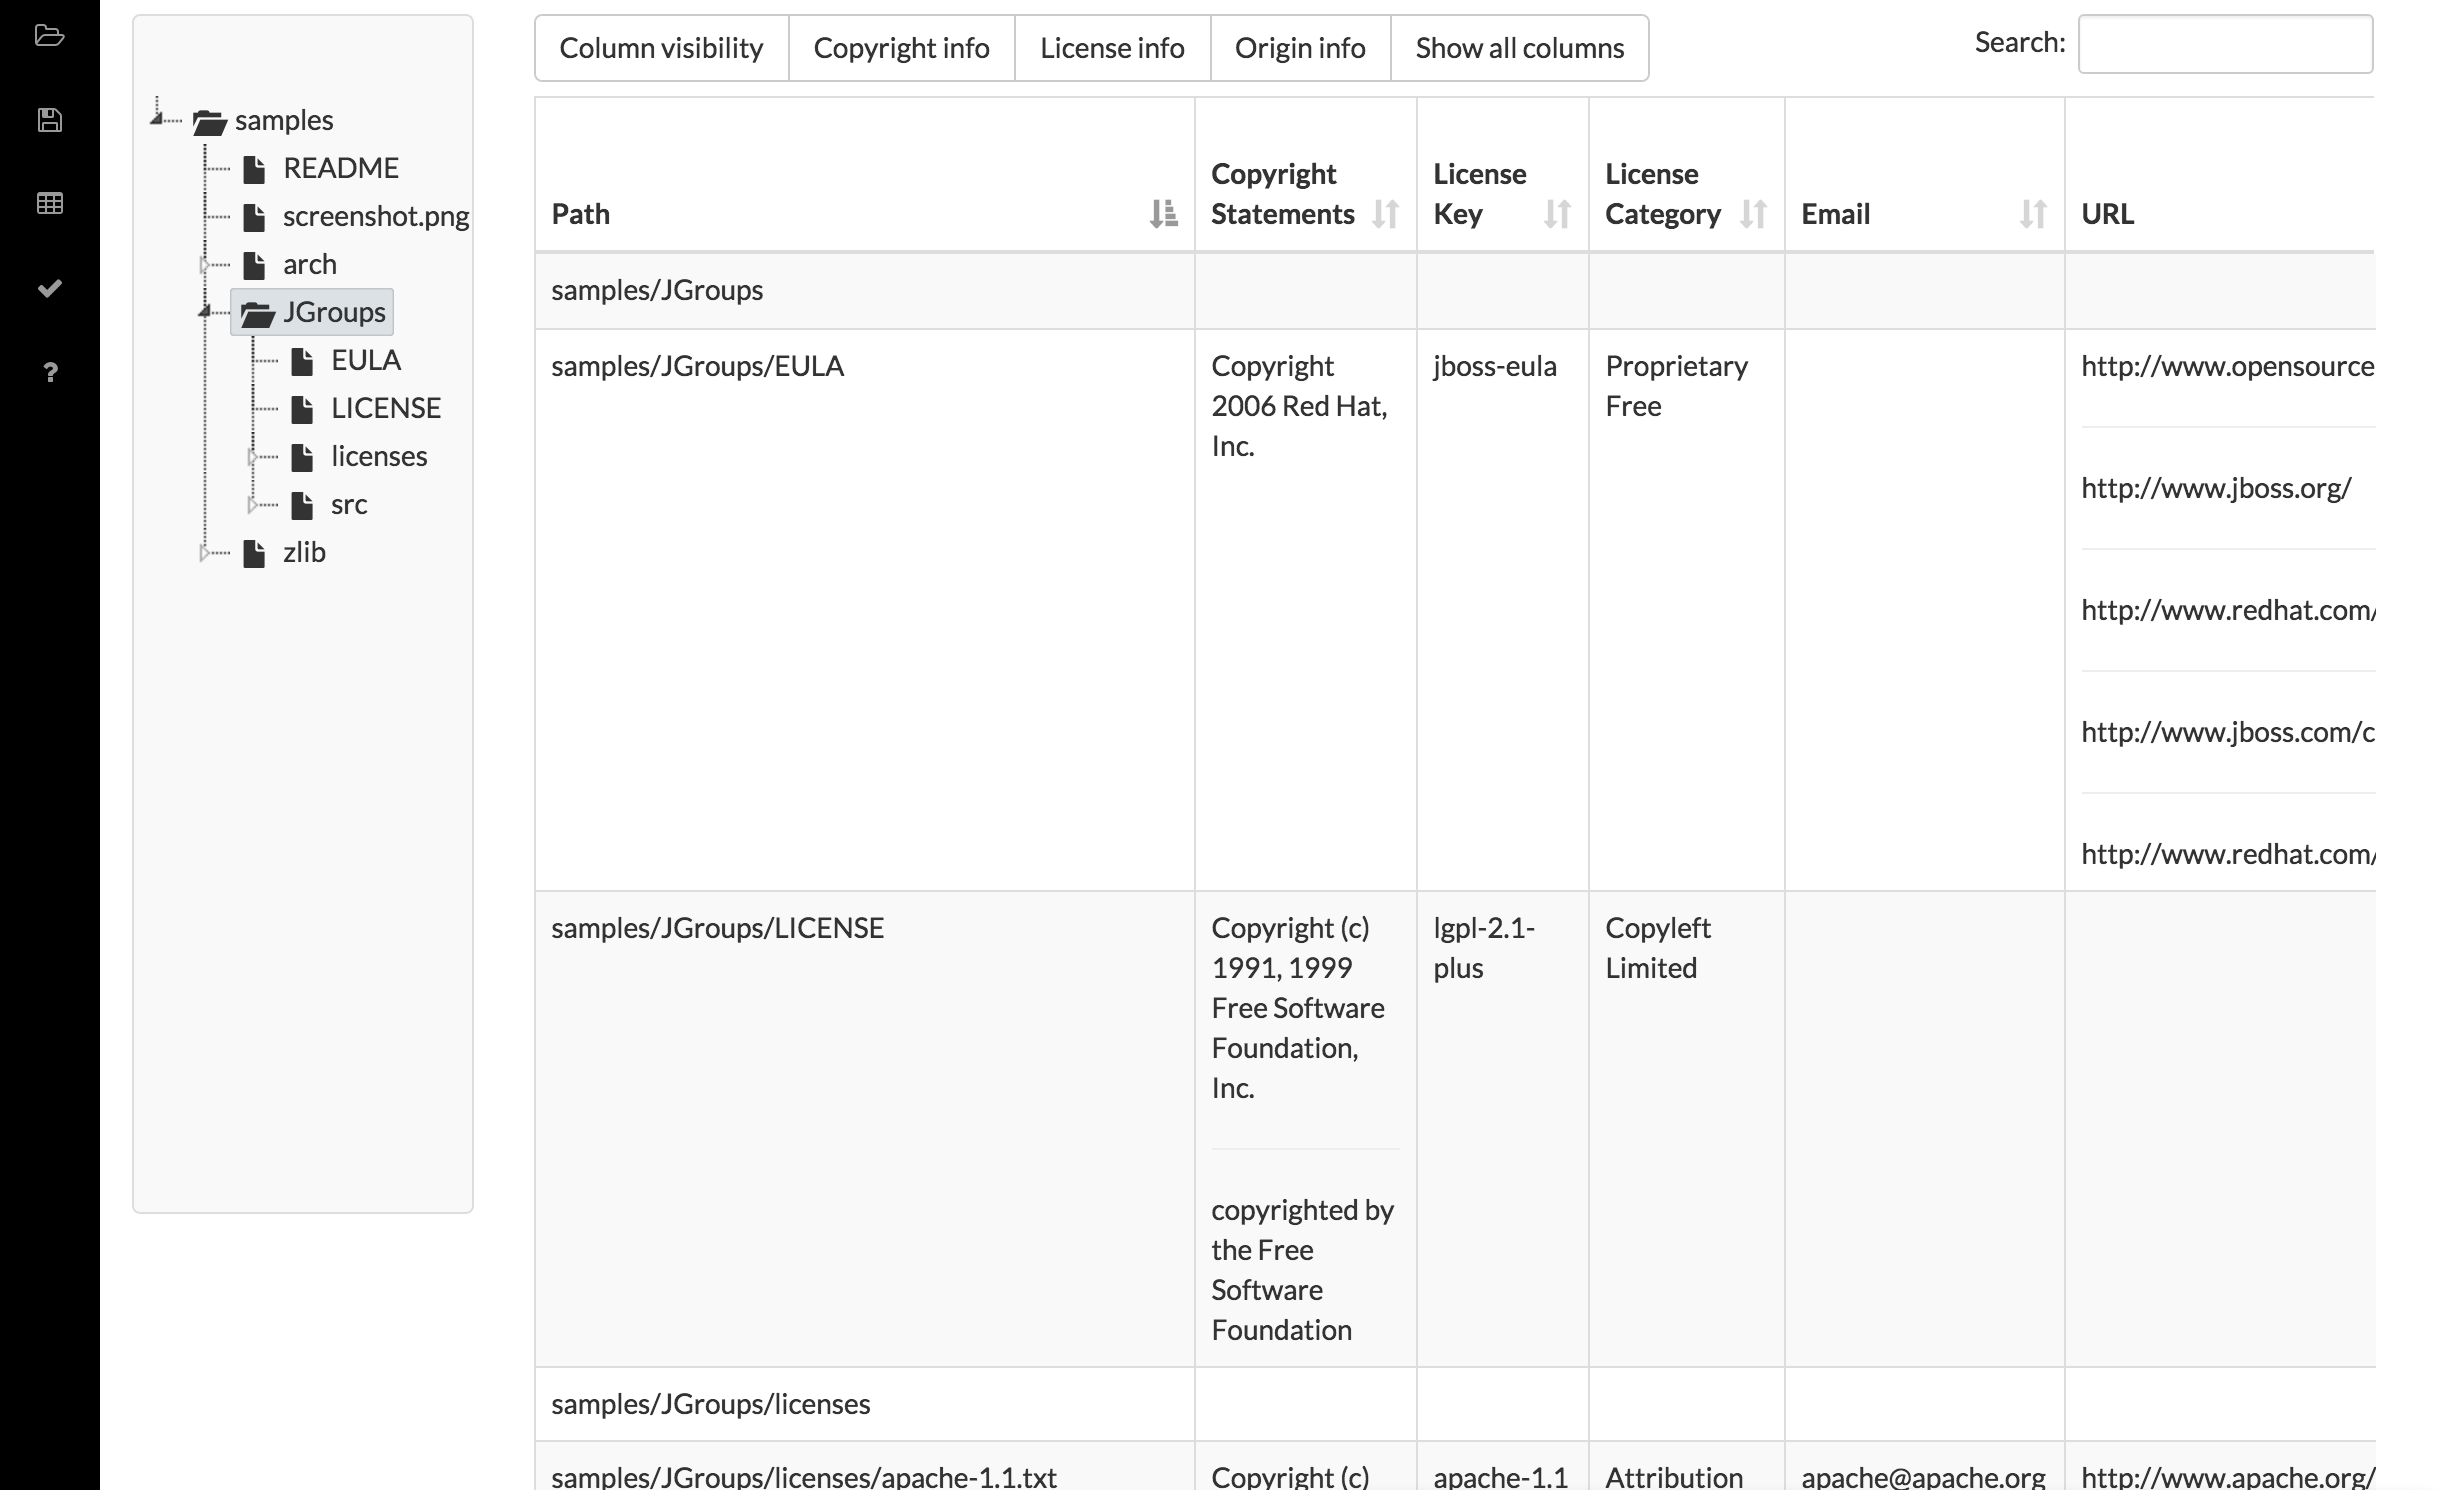 Column visibility
Copyright info
License info
Origin info
Show all columns
Search:
samples
README
screenshot.png
arch
JGroups
EULA
LICENSE
licenses
src
zlib
?
Path
Copyright
Statements
License
Key
License
Category
Email
URL
samples/JGroups
samples/JGroups/EULA
Copyright
2006 Red Hat,
Inc.
jboss-eula
Proprietary
Free
http://www.opensource
http://www.jboss.org/
http://www.redhat.com/
http://www.jboss.com/c
http://www.redhat.com/
samples/JGroups/LICENSE
Copyright (c)
1991, 1999
Free Software
Foundation,
Inc.
copyrighted by
the Free
Software
Foundation
lgpl-2.1-
plus
Copyleft
Limited
samples/JGroups/licenses
samples/JGroups/licenses/apache-1.1.txt
Copyright (c)
apache-1.1
Attribution
apache@apache.org
http://www.apache.org/